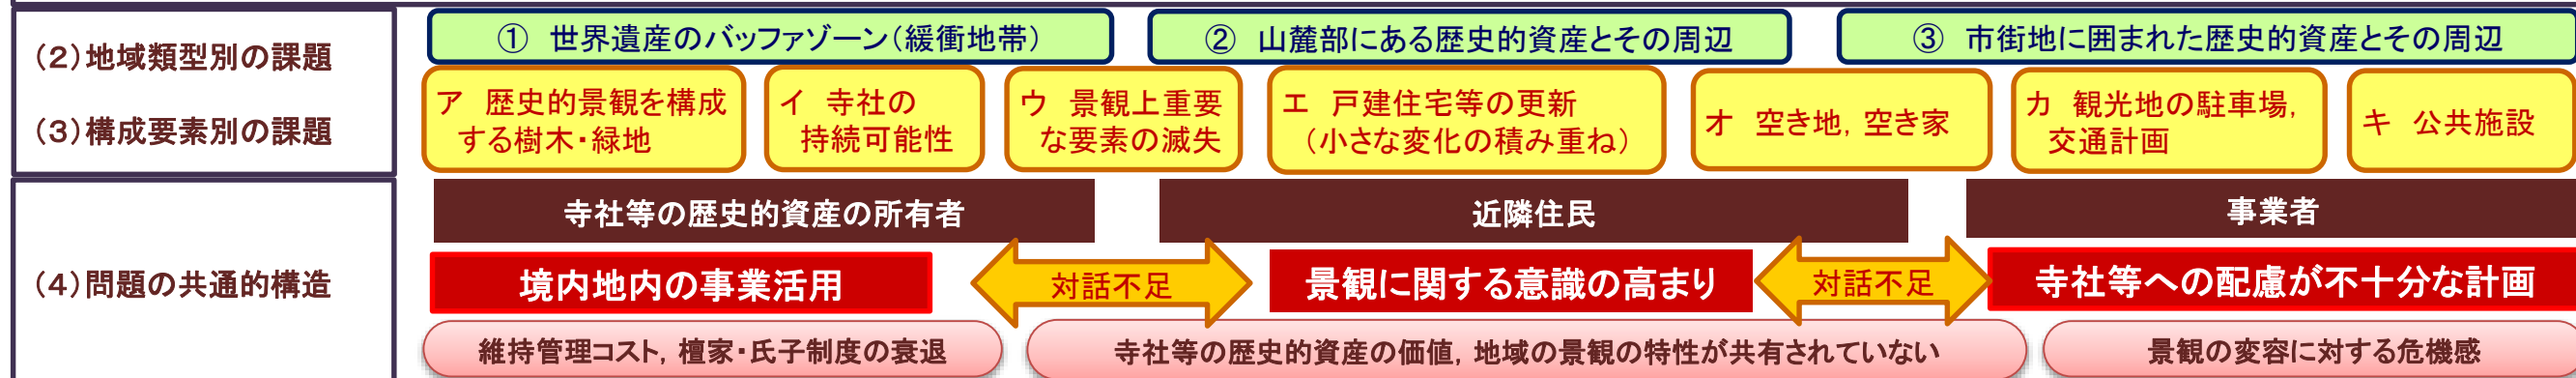 (2)地域類型別の課題
① 世界遺産のバッファゾーン(緩衝地帯)
② 山麓部にある歴史的資産とその周辺
③ 市街地に囲まれた歴史的資産とその周辺
(3)構成要素別の課題
ア 歴史的景観を構成
する樹木・緑地
イ 寺社の
持続可能性
ウ 景観上重要
な要素の滅失
エ 戸建住宅等の更新
(小さな変化の積み重ね)
オ 空き地,空き家
カ 観光地の駐車場,
交通計画
キ 公共施設
(4)問題の共通的構造
寺社等の歴史的資産の所有者
近隣住民
事業者
境内地内の事業活用
対話不足
景観に関する意識の高まり
対話不足
寺社等への配慮が不十分な計画
維持管理コスト,檀家・氏子制度の衰退
寺社等の歴史的資産の価値,地域の景観の特性が共有されていない
景観の変容に対する危機感